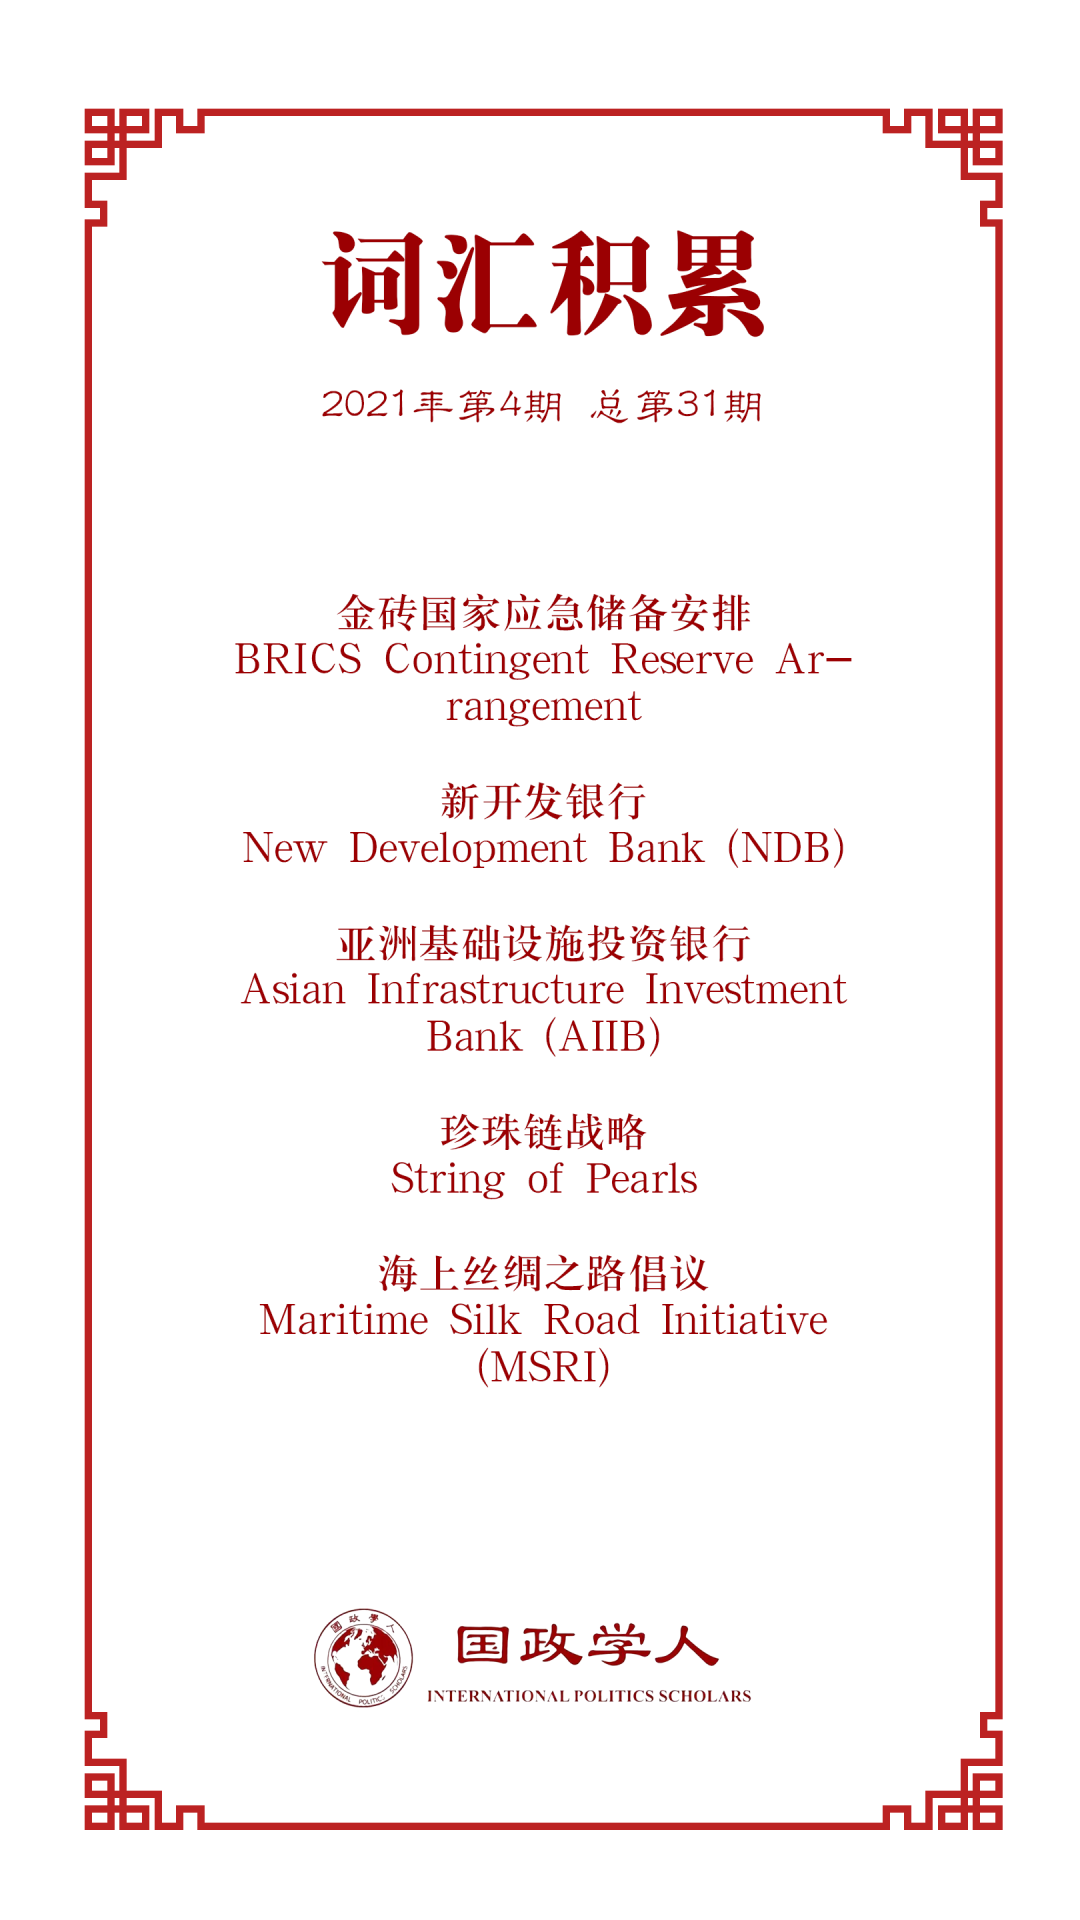 词汇积累
2021年第4期 总第31期
金砖国家应急储备安排
BRICS Contingent Reserve Ar-
rangement
新开发银行
New Development Bank (NDB)
亚洲基础设施投资银行
Asian Infrastructure Investment
Bank (AIIB)
珍珠链战略
String of Pearls
海上丝绸之路倡议
Maritime Silk Road Initiative
(MSRI)
國政學人
INTERNATIONAL POLITICS SCHOLARS
国政学人
INTERNATIONAL POLITICS SCHOLARS